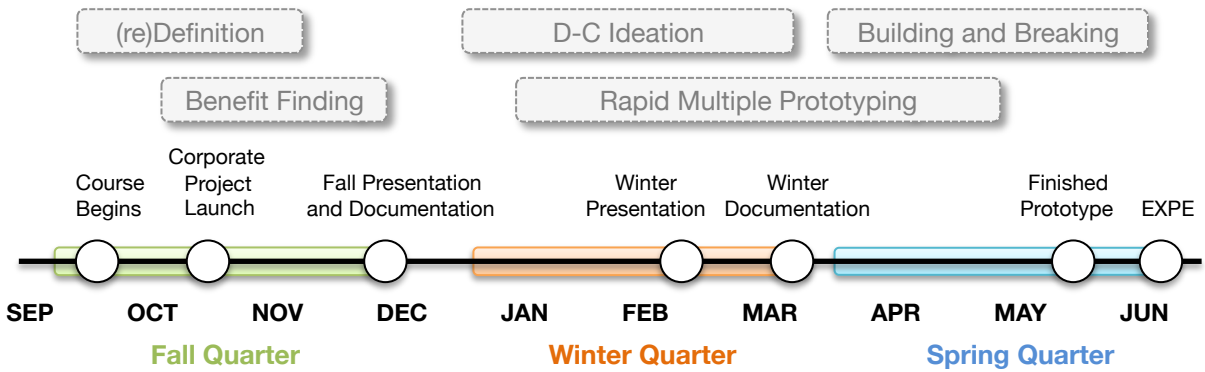 (re)Definition
D-C Ideation
Building and Breaking
Benefit Finding
Rapid Multiple Prototyping
Course
Begins
Corporate
Project
Launch
Fall Presentation
and Documentation
Winter
Presentation
Winter
Documentation
Finished
Prototype
EXPE
SEP OCT NOV DEC JAN FEB MAR APR MAY JUN
Fall Quarter Winter Quarter Spring Quarter